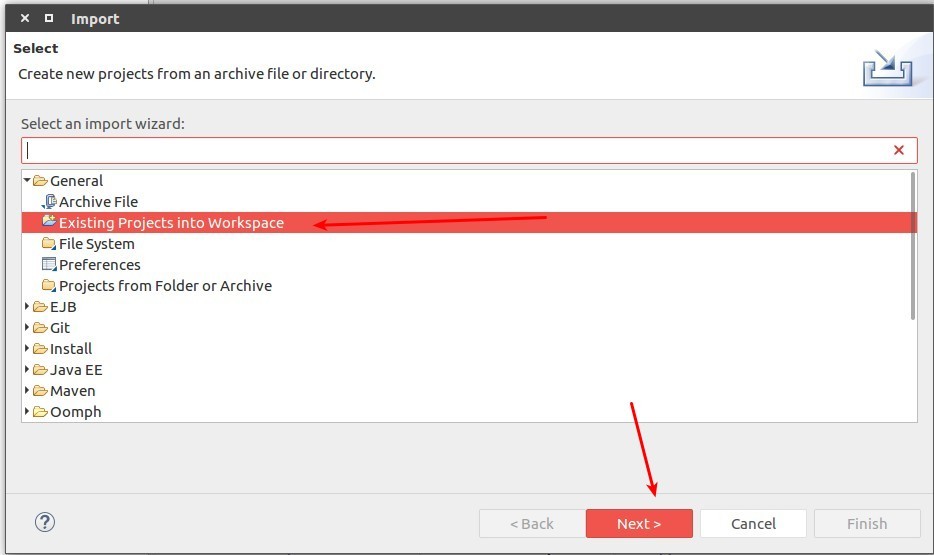 Import
Select
Create new projects from an archive file or directory.
Select an import wizard:
General
Archive File
Existing Projects into Workspace
File System
Preferences
Projects from Folder or Archive
EJB
Git
Install
Java EE
Maven
Oomph
? < Back Next > Cancel Finish